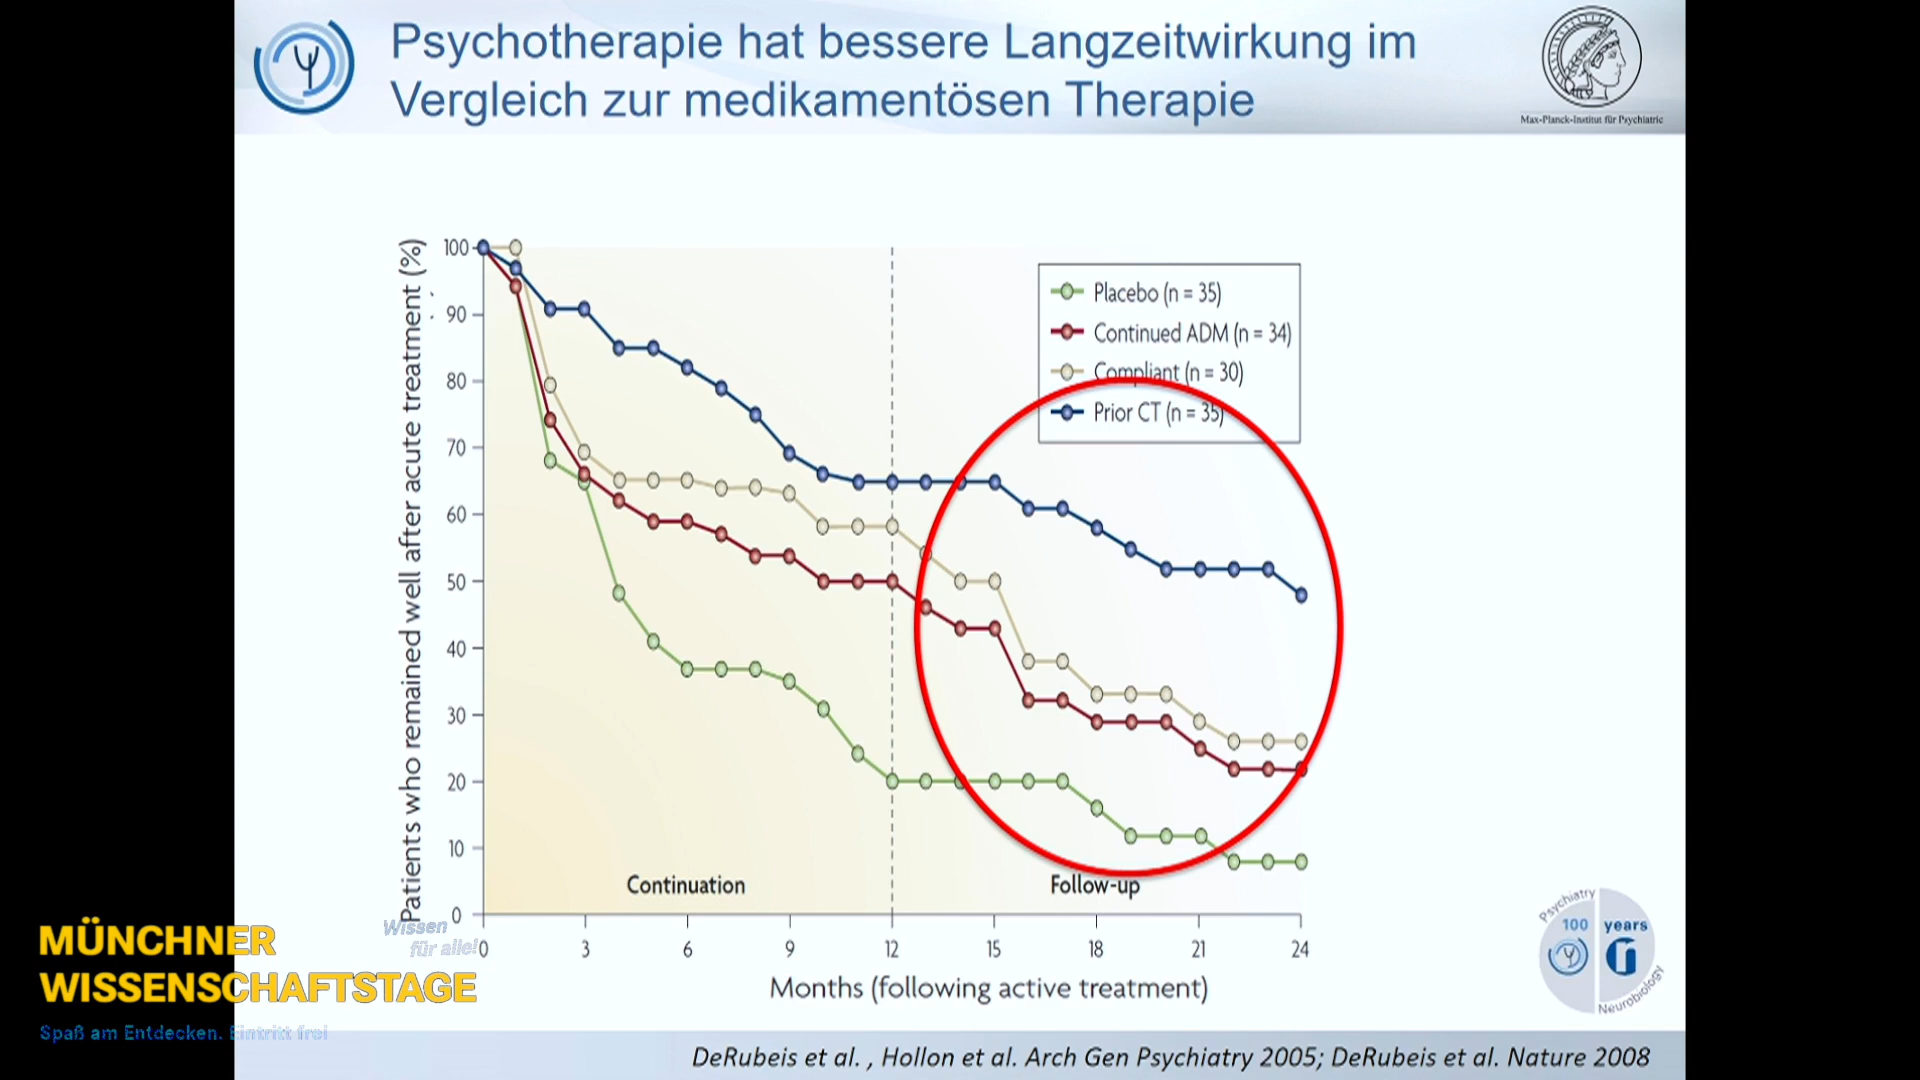 Psychotherapie hat bessere Langzeitwirkung im
Vergleich zur medikamentösen Therapie
Max-Planck-Institut für Psychiatrie
Patients who remained well after acute treatment (%)
100
90
80
70
60
50
40
30
20
10
0
Placebo (n = 35)
Continued ADM (n = 34)
Compliant (n = 30)
Prior CT (n = 35)
Continuation
Follow-up
0 3 6 9 12 15 18 21 24
Months (following active treatment)
Psychiatry
100 years
Neurobiology
MÜNCHNER
WISSENSCHAFTSTAGE
Wissen
für alle!
Spaß am Entdecken. Eintritt frei
DeRubeis et al. , Hollon et al. Arch Gen Psychiatry 2005; DeRubeis et al. Nature 2008